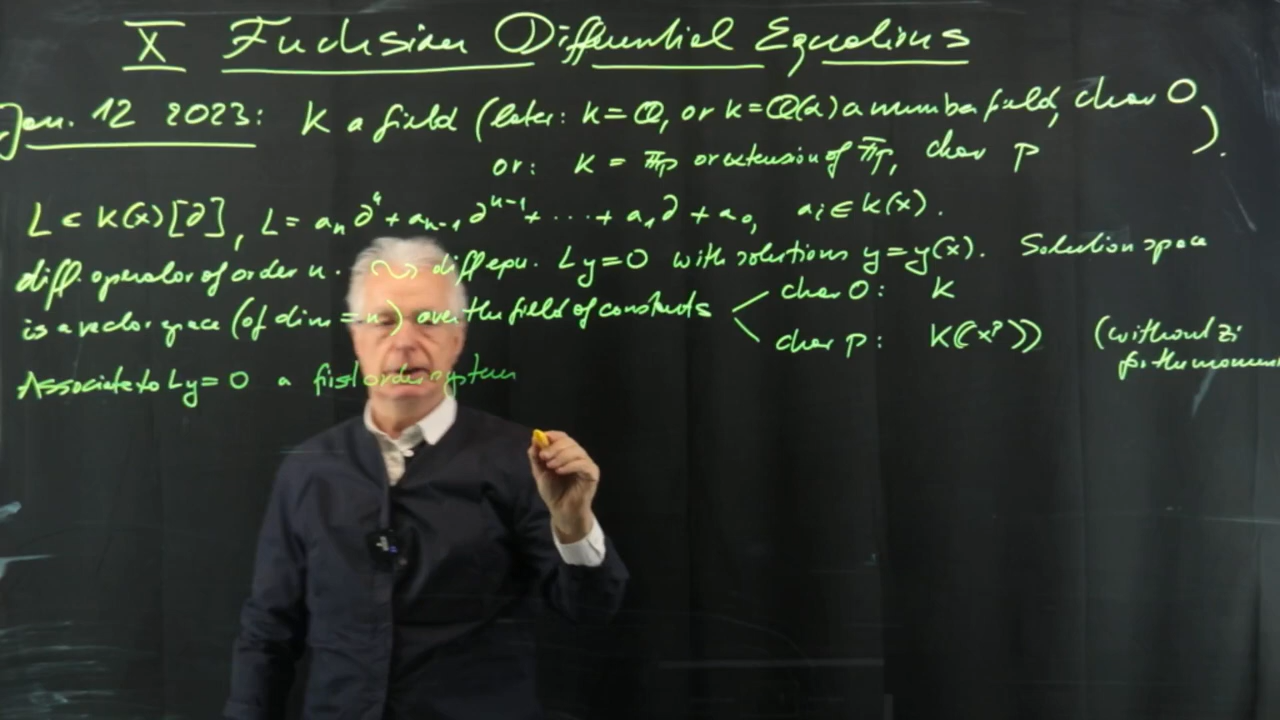 X Fuchsian Differential Equations
Jan. 12 2023: K a field (later: K = ℚ, or K = ℚ(α) a number field, char 0,
or: K = 𝔽p or extension of 𝔽p, char p ).
L ∈ K(x)[∂], L = aₙ∂ⁿ + aₙ₋₁∂ⁿ⁻¹ + ··· + a₁∂ + a₀, aᵢ ∈ K(x).
diff. operator of order n. ⤳ diff. equ. Ly = 0 with solutions y = y(x). Solution space
is a vector space (of dim = n) over the field of constants < char 0: K
char p: K((xᵖ)) (without zᵢ
for the moment
Associate to Ly = 0 a first order system